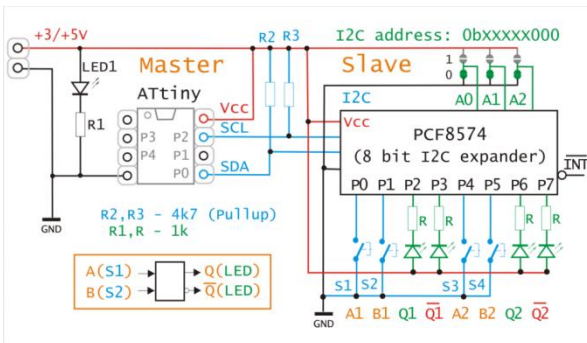 +3/+5V
R2 R3
I2C address: 0bXXXXX000
LED1
Master
Slave
1
0
ATtiny
I2C
A0 A1 A2
Vcc
Vcc
R1
P3 P2
SCL
PCF8574
P4 P1
(8 bit I2C expander)
INT
P0
SDA
P0 P1 P2 P3 P4 P5 P6 P7
GND
R2,R3 - 4k7 (Pullup)
R1,R - 1k
R R R R
A(S1) Q(LED)
B(S2) Q(LED)
S1 S2 S3 S4
GND
A1 B1 Q1 Q1 A2 B2 Q2 Q2